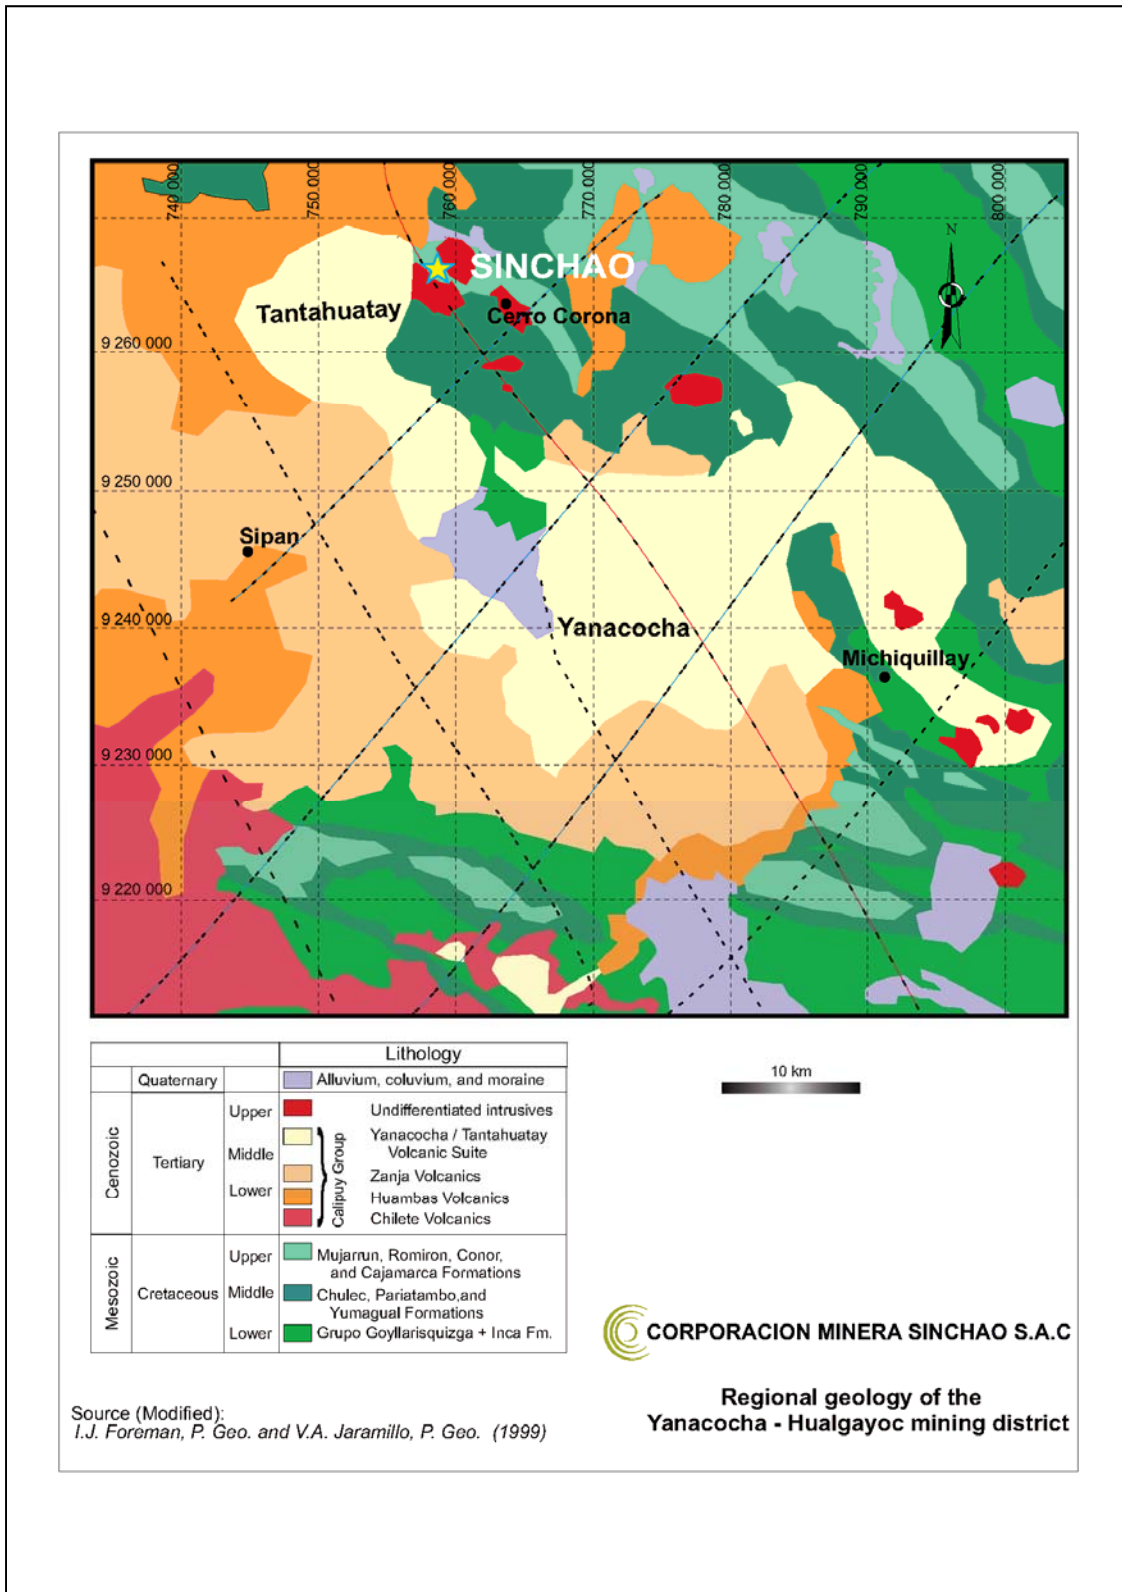 740 000
750 000
760 000
770 000
780 000
790 000
800 000
N
SINCHAO
Tantahuatay
Cerro Corona
9 260 000
9 250 000
Sipan
9 240 000
Yanacocha
Michiquillay
9 230 000
9 220 000
Lithology
Quaternary
Alluvium, coluvium, and moraine
Cenozoic
Tertiary
Upper
Undifferentiated intrusives
Middle
Yanacocha / Tantahuatay
Volcanic Suite
Calipuy Group
Zanja Volcanics
Lower
Huambas Volcanics
Chilete Volcanics
Mesozoic
Cretaceous
Upper
Mujarrun, Romiron, Conor,
and Cajamarca Formations
Middle
Chulec, Pariatambo,and
Yumagual Formations
Lower
Grupo Goyllarisquizga + Inca Fm.
10 km
CORPORACION MINERA SINCHAO S.A.C
Regional geology of the
Yanacocha - Hualgayoc mining district
Source (Modified):
I.J. Foreman, P. Geo. and V.A. Jaramillo, P. Geo. (1999)